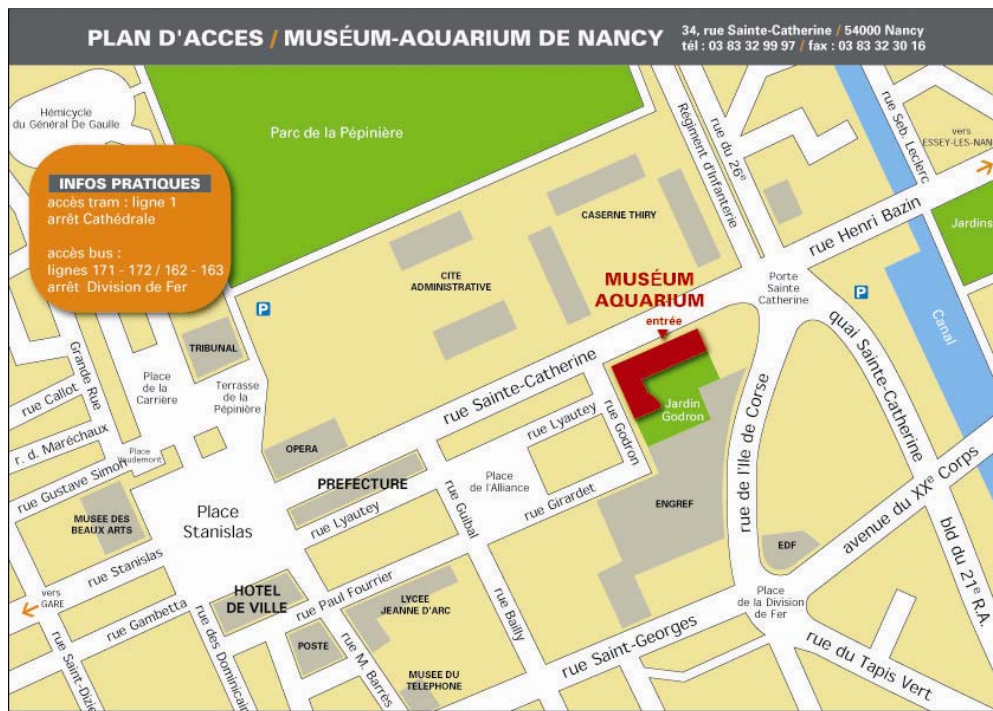 PLAN D'ACCES / MUSÉUM-AQUARIUM DE NANCY
34, rue Sainte-Catherine / 54000 Nancy
tél : 03 83 32 99 97 / fax : 03 83 32 30 16
Hémicycle
du Général De Gaulle
Parc de la Pépinière
Régiment d'Infanterie
rue du 26e
rue Seb. Leclerc
vers
ESSEY-LES-NAN
INFOS PRATIQUES
accès tram : ligne 1
arrêt Cathédrale
accès bus :
lignes 171 - 172 / 162 - 163
arrêt Division de Fer
CASERNE THIRY
rue Henri Bazin
Jardins
CITE
ADMINISTRATIVE
MUSÉUM
AQUARIUM
entrée
Porte
Sainte
Catherine
P
P
Canal
TRIBUNAL
Grande Rue
rue Callot
Place
de la
Carrière
Terrasse
de la
Pépinière
rue Sainte-Catherine
quai Sainte-Catherine
r. d. Maréchaux
rue Lyautey
rue Godron
Jardin
Godron
rue de l'Ile de Corse
OPERA
Place
Vaudemont
rue Gustave Simon
PREFECTURE
Place
de l'Alliance
MUSEE DES
BEAUX ARTS
Place
Stanislas
rue Lyautey
rue Guibal
rue Girardet
ENGREF
avenue du XXe Corps
EDF
bld du 21e R.A.
rue Stanislas
vers
GARE
HOTEL
DE VILLE
rue Paul Fourrier
LYCEE
JEANNE D'ARC
Place
de la Division
de Fer
rue Gambetta
rue Bailly
POSTE
rue Saint-Georges
rue du Tapis Vert
rue Saint-Dizie
rue des Dominicain
rue M. Barrès
MUSEE DU
TELEPHONE